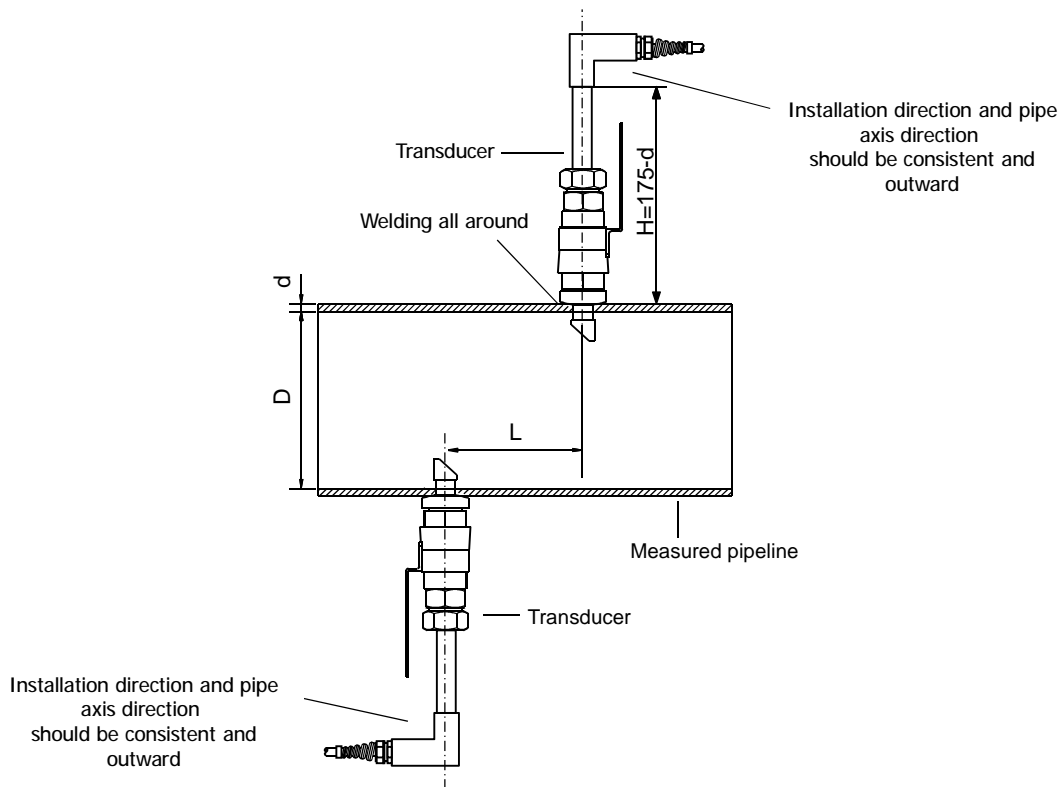 Installation direction and pipe
axis direction
should be consistent and
outward
Transducer
H=175-d
Welding all around
d
D
L
Measured pipeline
Transducer
Installation direction and pipe
axis direction
should be consistent and
outward